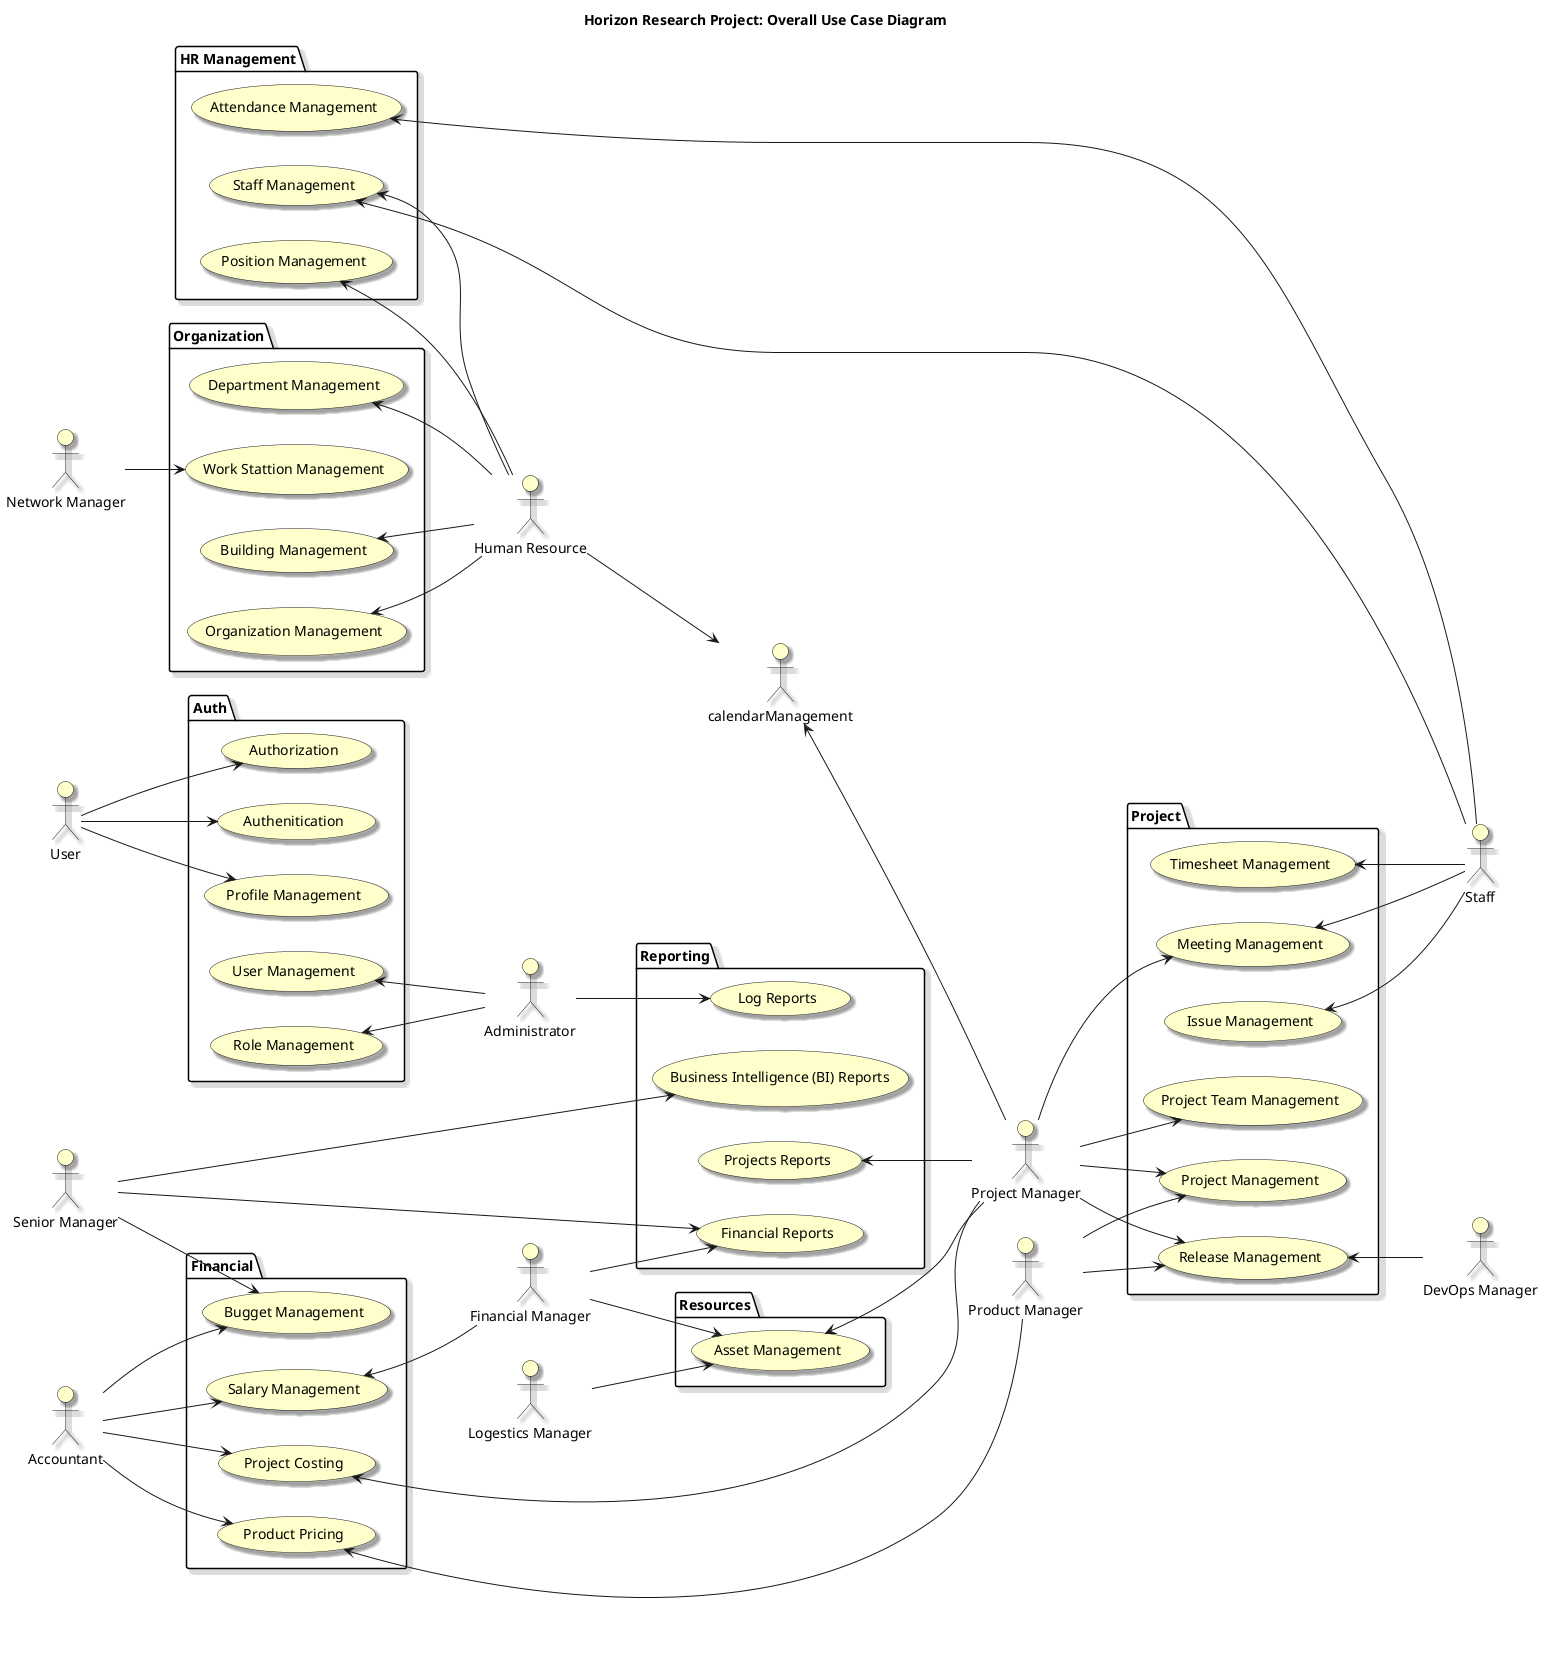 Horizon Research Project: Overall Use Case Diagram
HR Management
Attendance Management
Staff Management
Position Management
Organization
Department Management
Work Stattion Management
Building Management
Organization Management
Network Manager
Human Resource
calendarManagement
Auth
Authorization
Authenitication
Profile Management
User Management
Role Management
User
Administrator
Reporting
Log Reports
Business Intelligence (BI) Reports
Projects Reports
Financial Reports
Project
Timesheet Management
Meeting Management
Issue Management
Project Team Management
Project Management
Release Management
Staff
Senior Manager
Project Manager
Product Manager
DevOps Manager
Financial
Bugget Management
Salary Management
Project Costing
Product Pricing
Financial Manager
Resources
Asset Management
Logestics Manager
Accountant